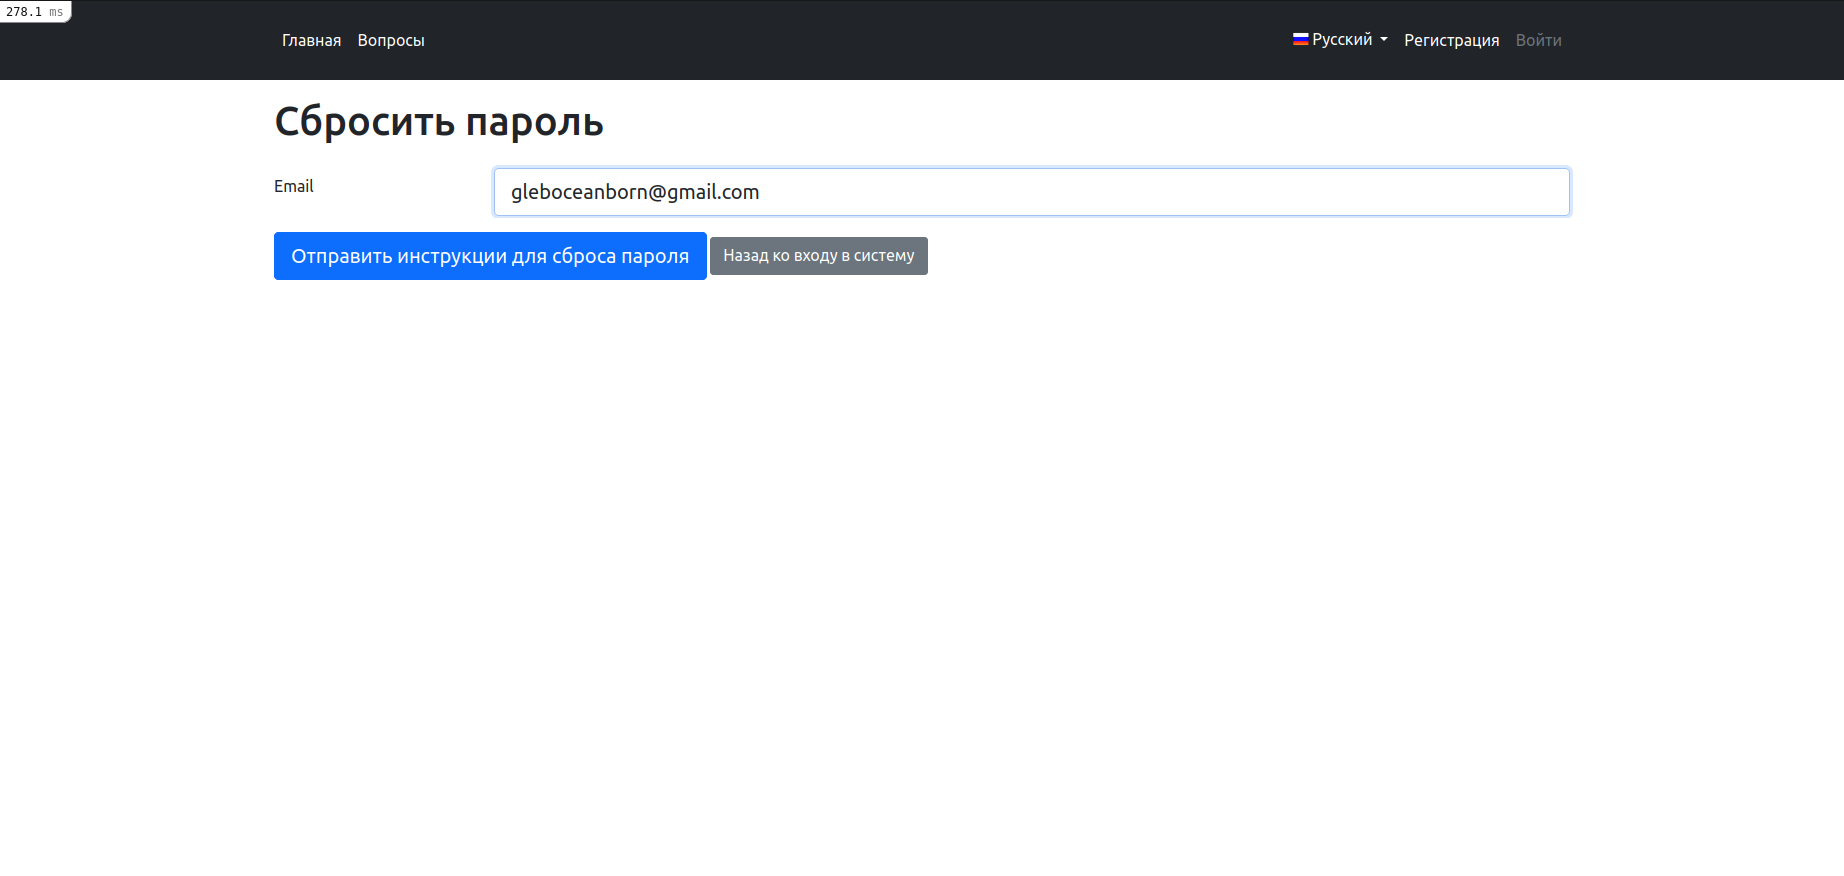 278.1 ms
Главная Вопросы Русский Регистрация Войти
Сбросить пароль
Email gleboceanborn@gmail.com
Отправить инструкции для сброса пароля Назад ко входу в систему